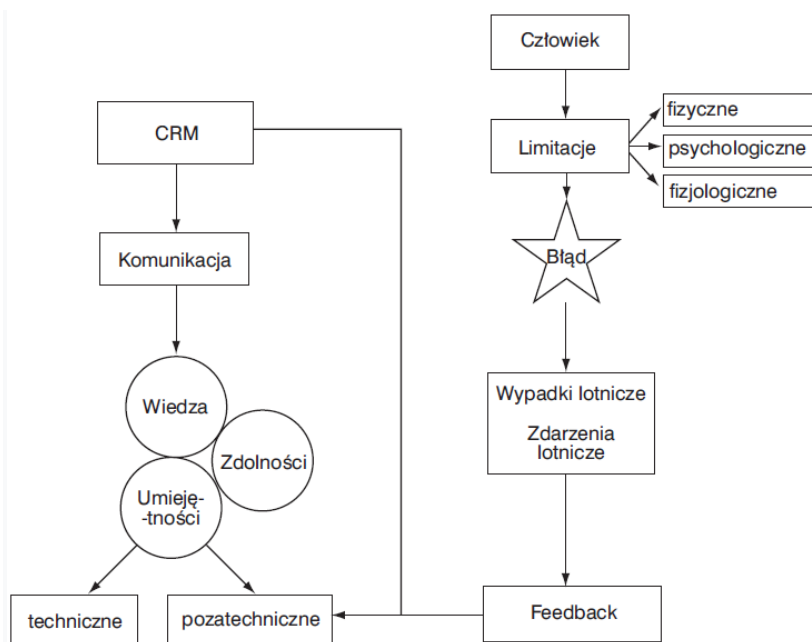 Człowiek
CRM
Limitacje
fizyczne
psychologiczne
fizjologiczne
Komunikacja
Błąd
Wiedza
Zdolności
Umieję-
-tności
Wypadki lotnicze
Zdarzenia
lotnicze
techniczne
pozatechniczne
Feedback